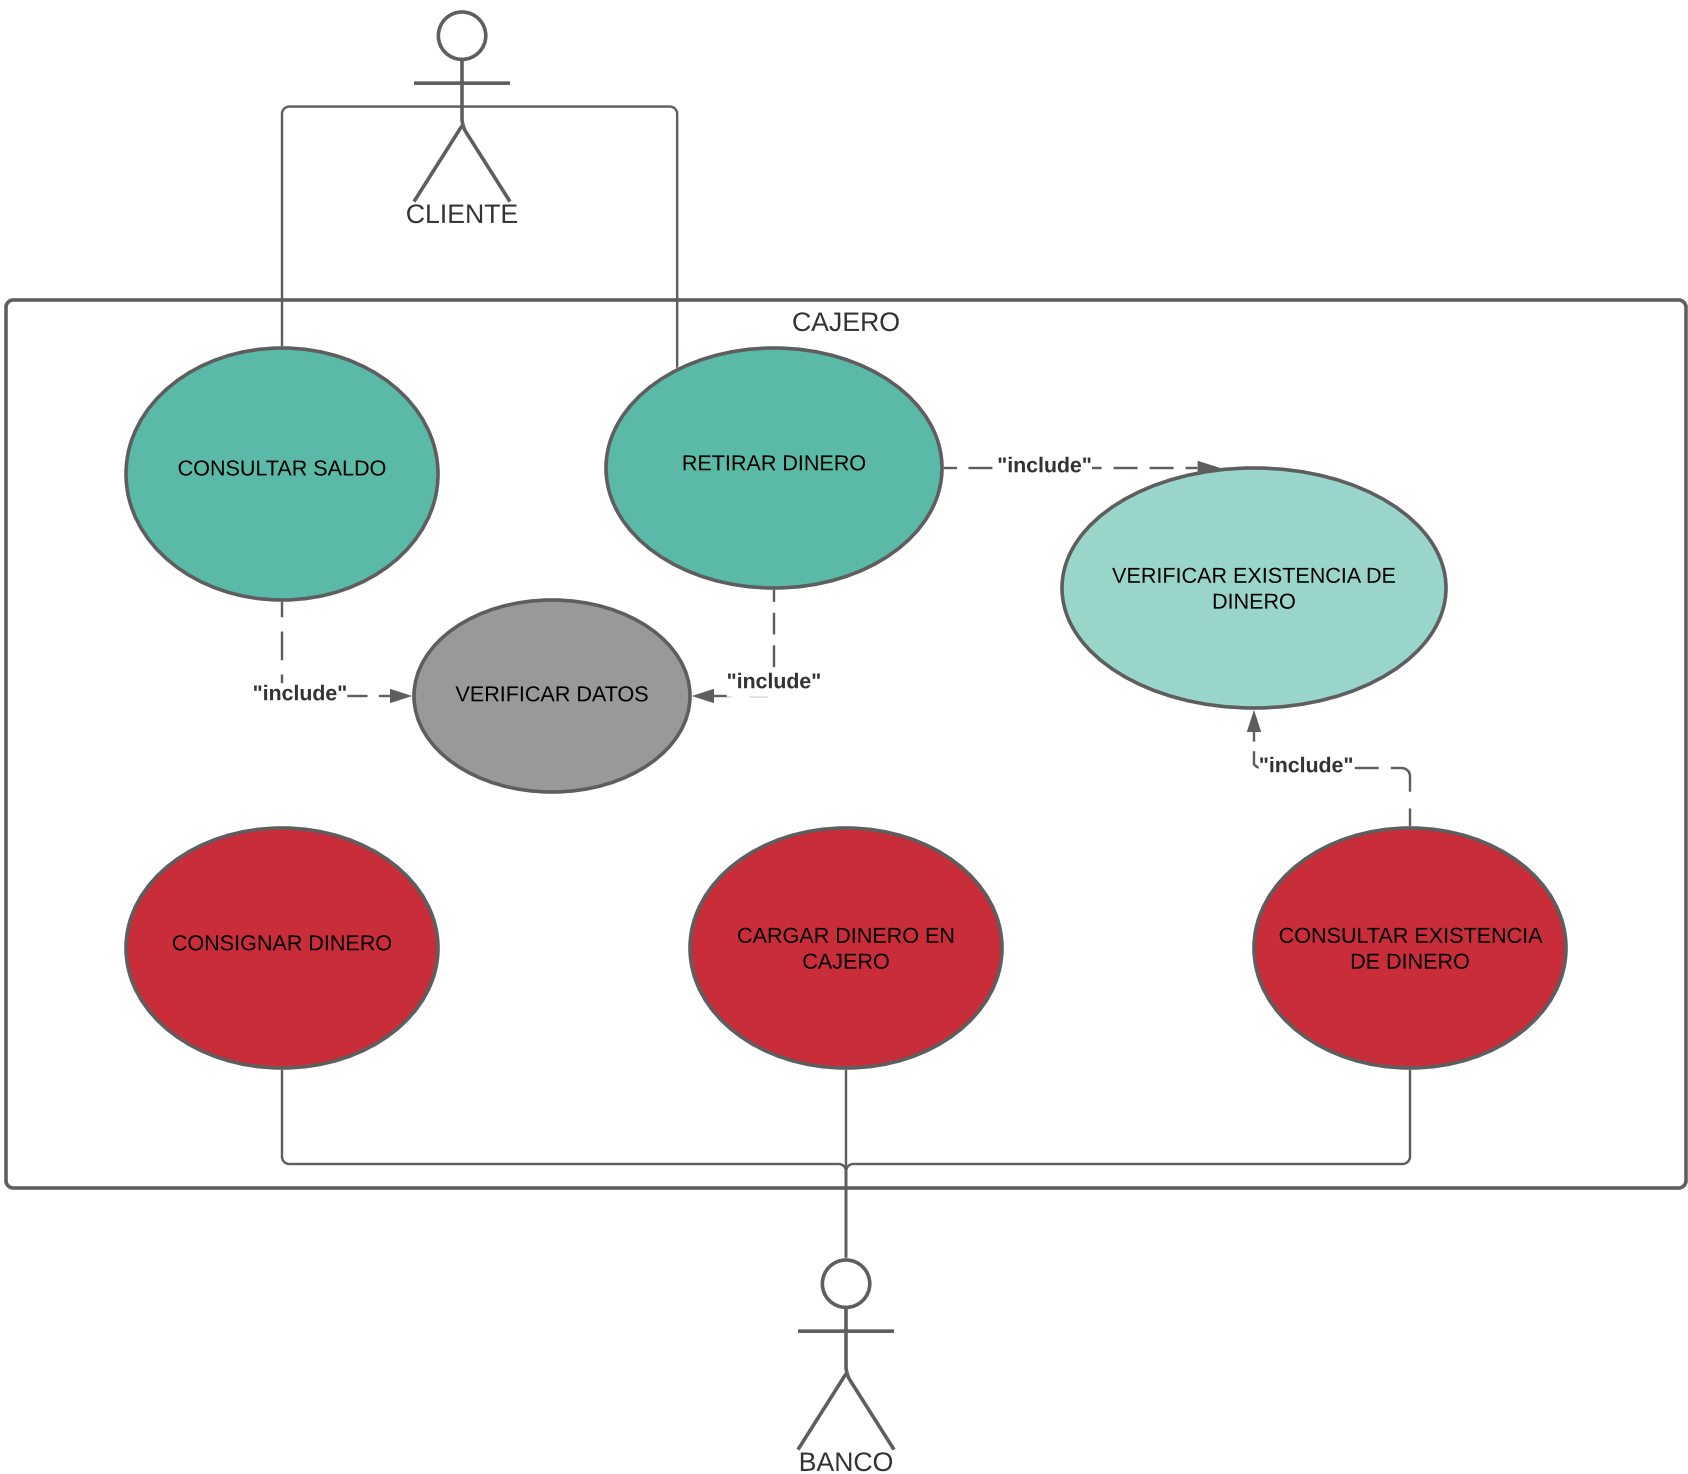 CLIENTE
CAJERO
CONSULTAR SALDO
RETIRAR DINERO
"include"
VERIFICAR EXISTENCIA DE
DINERO
"include"
VERIFICAR DATOS
"include"
"include"
CONSIGNAR DINERO
CARGAR DINERO EN
CAJERO
CONSULTAR EXISTENCIA
DE DINERO
BANCO